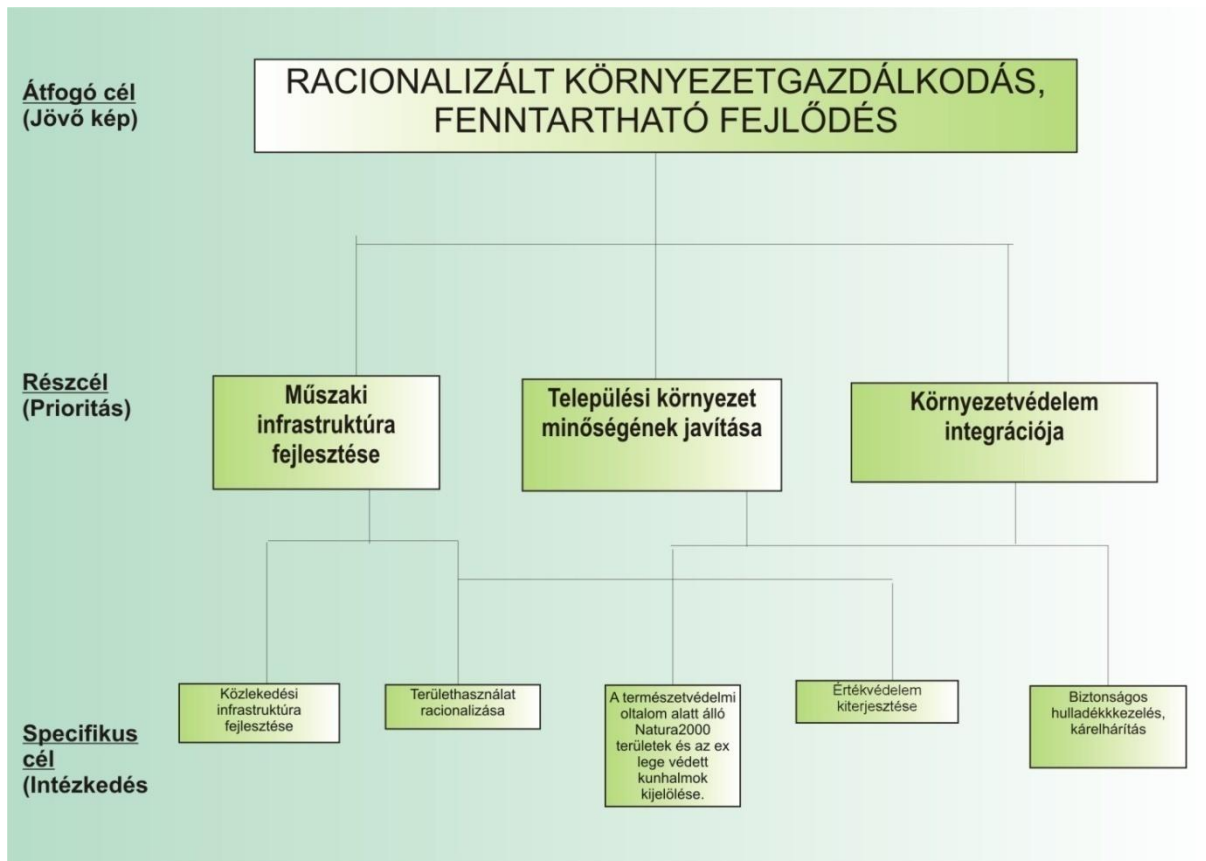 Átfogó cél
(Jövő kép)
RACIONALIZÁLT KÖRNYEZETGAZDÁLKODÁS,
FENNTARTHATÓ FEJLŐDÉS
Részcél
(Prioritás)
Műszaki
infrastruktúra
fejlesztése
Települési környezet
minőségének javítása
Környezetvédelem
integrációja
Specifikus
cél
(Intézkedés
Közlekedési
infrastruktúra
fejlesztése
Területhasználat
racionalizása
A természetvédelmi
oltalom alatt álló
Natura2000
területek és az ex
lege védett
kunhalmok
kijelölése.
Értékvédelem
kiterjesztése
Biztonságos
hulladékkkezelés,
kárelhárítás